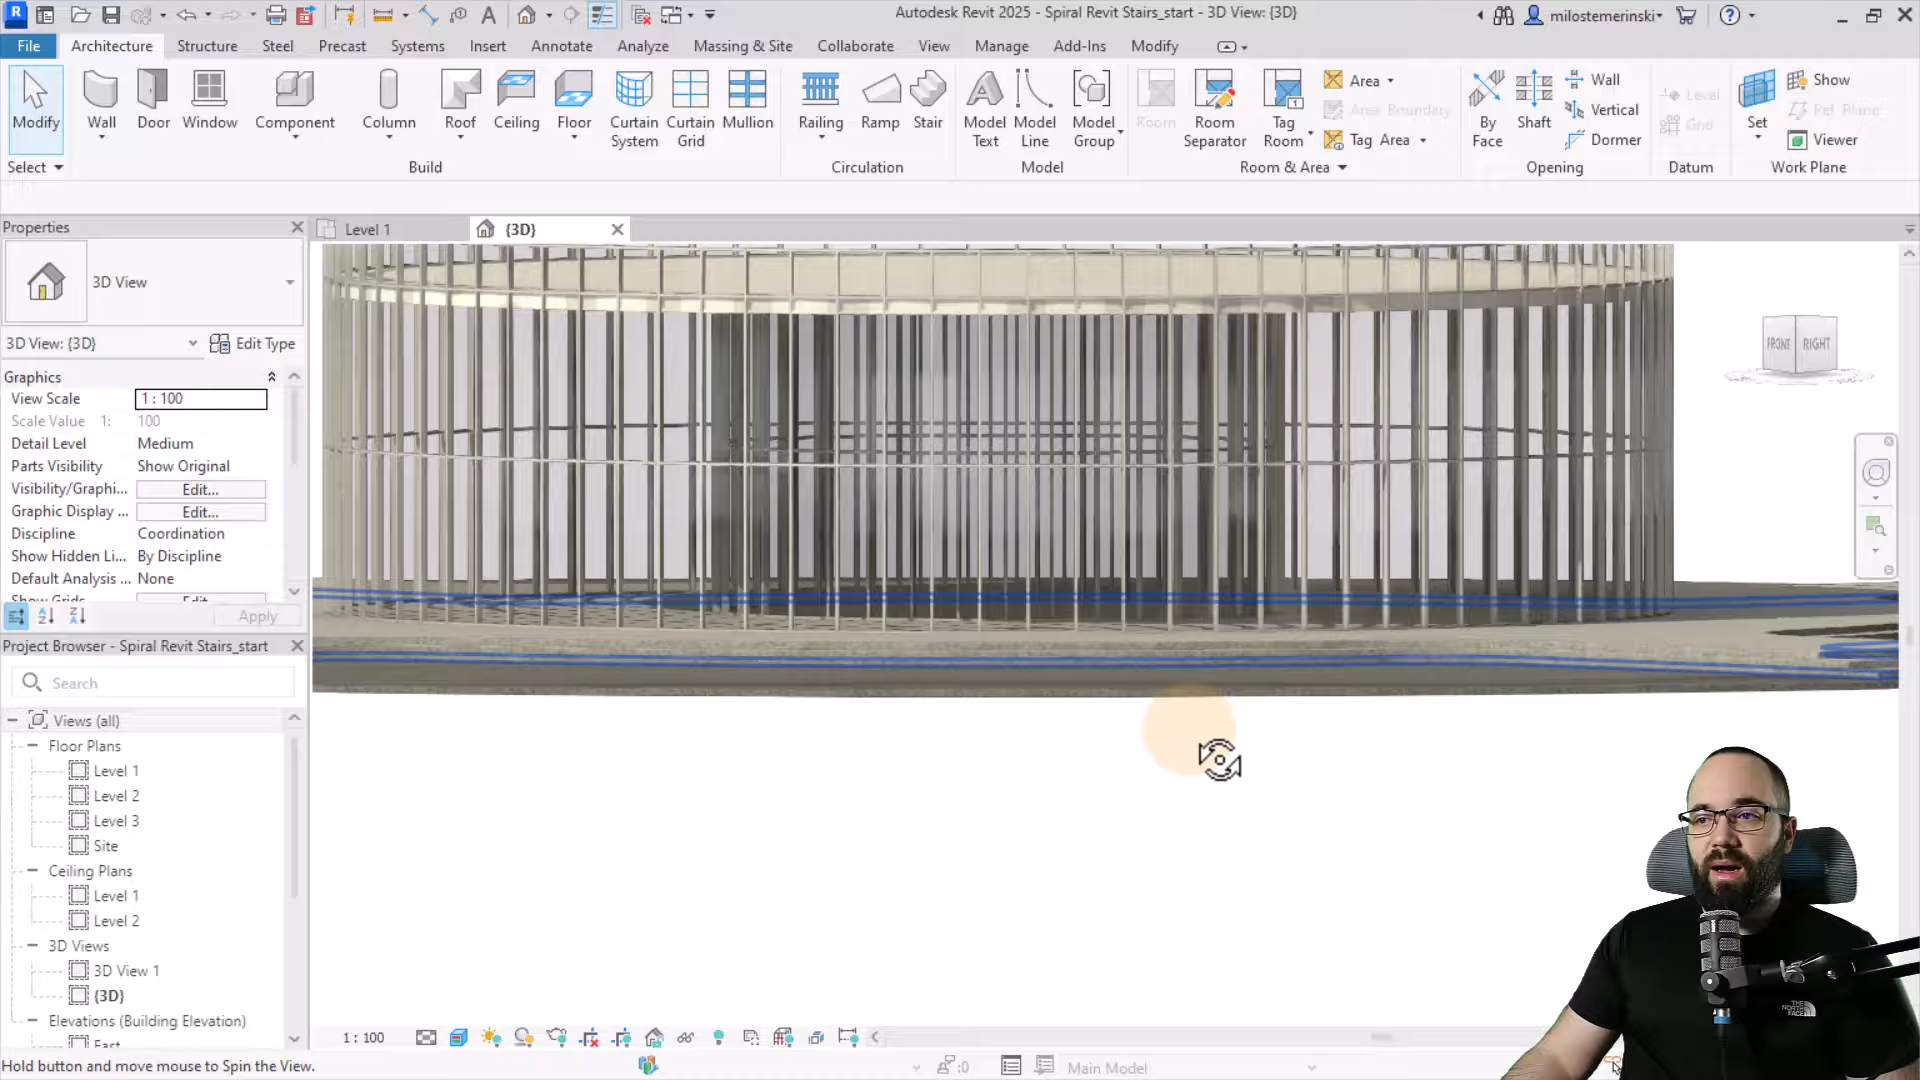 Autodesk Revit 2025 - Spiral Revit Stairs_start - 3D View: {3D}
milostemerinski
File
Architecture
Structure
Steel
Precast
Systems
Insert
Annotate
Analyze
Massing & Site
Collaborate
View
Manage
Add-Ins
Modify
Modify
Wall
Door
Window
Component
Column
Roof
Ceiling
Floor
Curtain
System
Curtain
Grid
Mullion
Railing
Ramp
Stair
Model
Text
Model
Line
Model
Group
Room
Room
Separator
Tag
Room
Area
Area Boundary
Tag Area
By
Face
Shaft
Wall
Vertical
Dormer
Level
Grid
Set
Show
Ref Plane
Viewer
Select
Build
Circulation
Model
Room & Area
Opening
Datum
Work Plane
Properties
Level 1
{3D}
3D View
3D View: {3D}
Edit Type
Graphics
View Scale
1 : 100
Scale Value 1:
100
Detail Level
Medium
Parts Visibility
Show Original
Visibility/Graphi...
Edit...
Graphic Display ...
Edit...
Discipline
Coordination
Show Hidden Li...
By Discipline
Default Analysis ...
None
Show Grids
Edit...
Apply
FRONT
RIGHT
Project Browser - Spiral Revit Stairs_start
Search
Views (all)
Floor Plans
Level 1
Level 2
Level 3
Site
Ceiling Plans
Level 1
Level 2
3D Views
3D View 1
{3D}
Elevations (Building Elevation)
East
1 : 100
Hold button and move mouse to Spin the View.
:0
Main Model
THE
NORTH
FACE